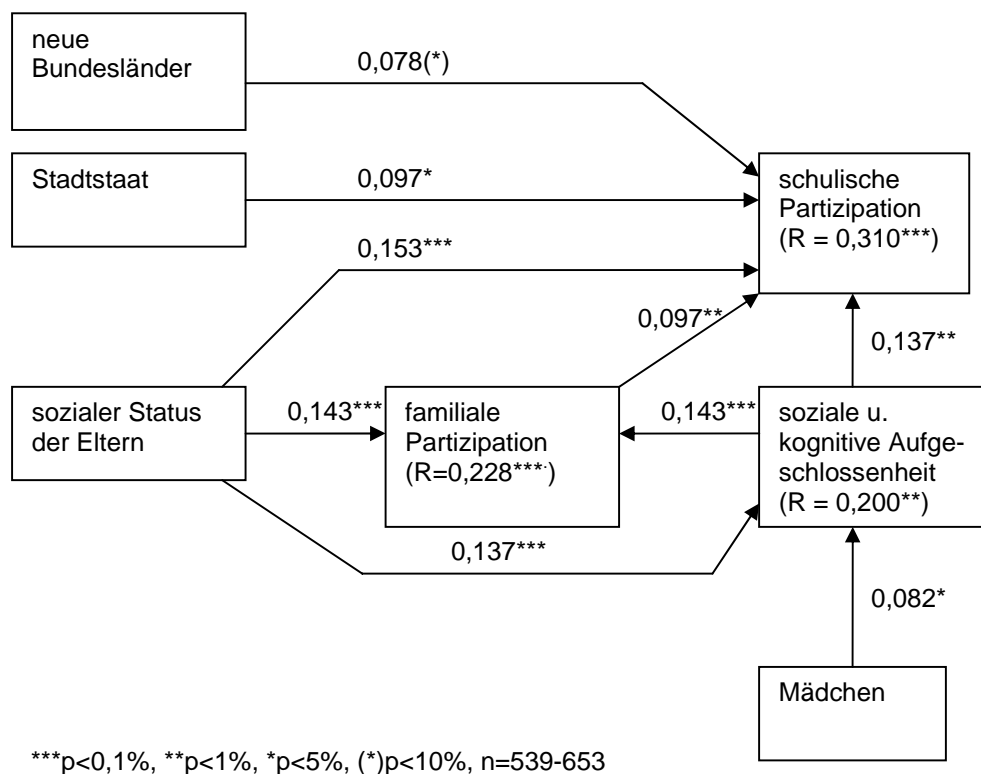 neue
Bundesländer
0,078(*)
Stadtstaat
0,097*
schulische
Partizipation
(R = 0,310***)
0,153***
0,097**
0,137**
sozialer Status
der Eltern
0,143***
familiale
Partizipation
(R=0,228***·)
0,143***
soziale u.
kognitive Aufge-
schlossenheit
(R = 0,200**)
0,137***
0,082*
Mädchen
***p<0,1%, **p<1%, *p<5%, (*)p<10%, n=539-653